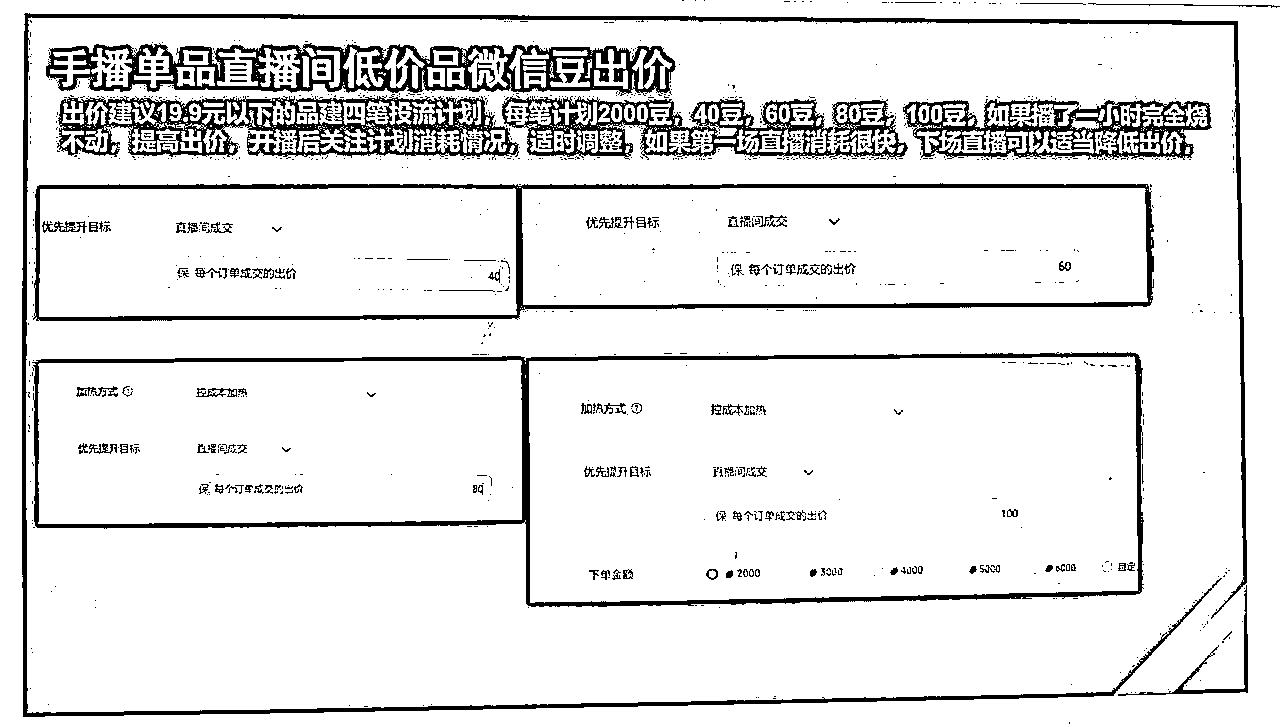 手播单品直播间低价品微信豆出价
出价建议19.9元以下的品建四笔投流计划，每笔计划2000豆，40豆，60豆，80豆，100豆，如果播了一小时完全烧
不动，提高出价，开播后关注计划消耗情况，适时调整，如果第一场直播消耗很快，下场直播可以适当降低出价。
优先提升目标 直播间成交
保 每个订单成交的出价 40
优先提升目标 直播间成交
保 每个订单成交的出价 60
加热方式 ? 控成本加热
优先提升目标 直播间成交
保 每个订单成交的出价 80
加热方式 ? 控成本加热
优先提升目标 直播间成交
保 每个订单成交的出价 100
下单金额 2000 3000 4000 5000 6000 自定